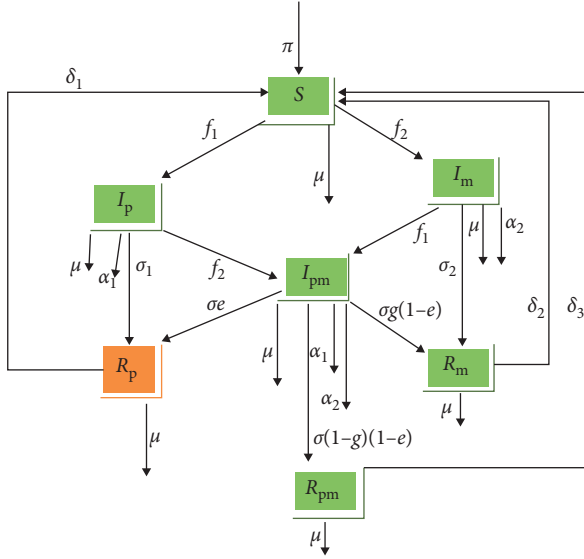 π
δ₁
S
f₁
f₂
μ
Iₘ
Iₚ
μ
α₂
f₁
μ
α₁
σ₁
f₂
Iₚₘ
σ₂
δ₂
δ₃
σe
σg(1–e)
Rₚ
μ
α₁
Rₘ
α₂
μ
μ
σ(1–g)(1–e)
Rₚₘ
μ